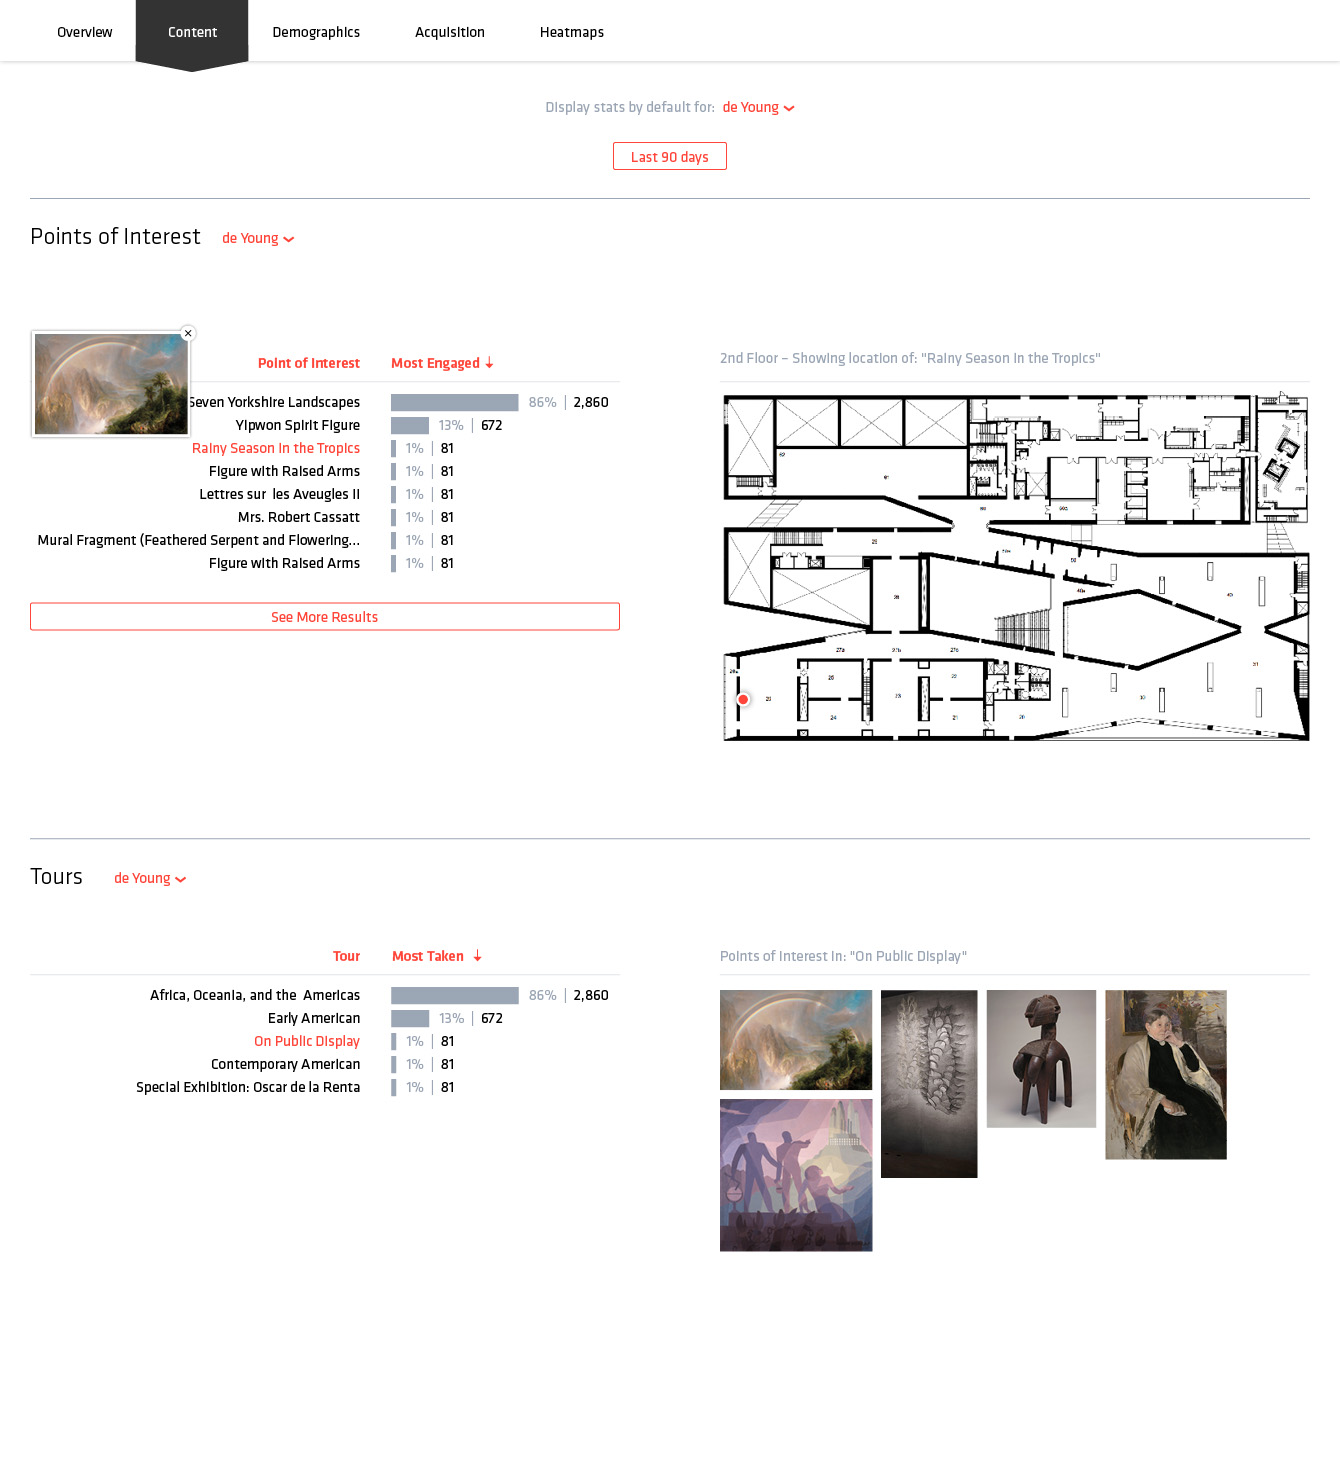 Overview Content Demographics Acquisition Heatmaps
Display stats by default for: de Young
Last 90 days
Points of Interest de Young
Point of Interest Most Engaged ↓
Seven Yorkshire Landscapes 86% | 2,860
Yipwon Spirit Figure 13% | 672
Rainy Season in the Tropics 1% | 81
Figure with Raised Arms 1% | 81
Lettres sur les Aveugles II 1% | 81
Mrs. Robert Cassatt 1% | 81
Mural Fragment (Feathered Serpent and Flowering... 1% | 81
Figure with Raised Arms 1% | 81
See More Results
2nd Floor – Showing location of: "Rainy Season in the Tropics"
Tours de Young
Tour Most Taken ↓
Africa, Oceania, and the Americas 86% | 2,860
Early American 13% | 672
On Public Display 1% | 81
Contemporary American 1% | 81
Special Exhibition: Oscar de la Renta 1% | 81
Points of Interest in: "On Public Display"